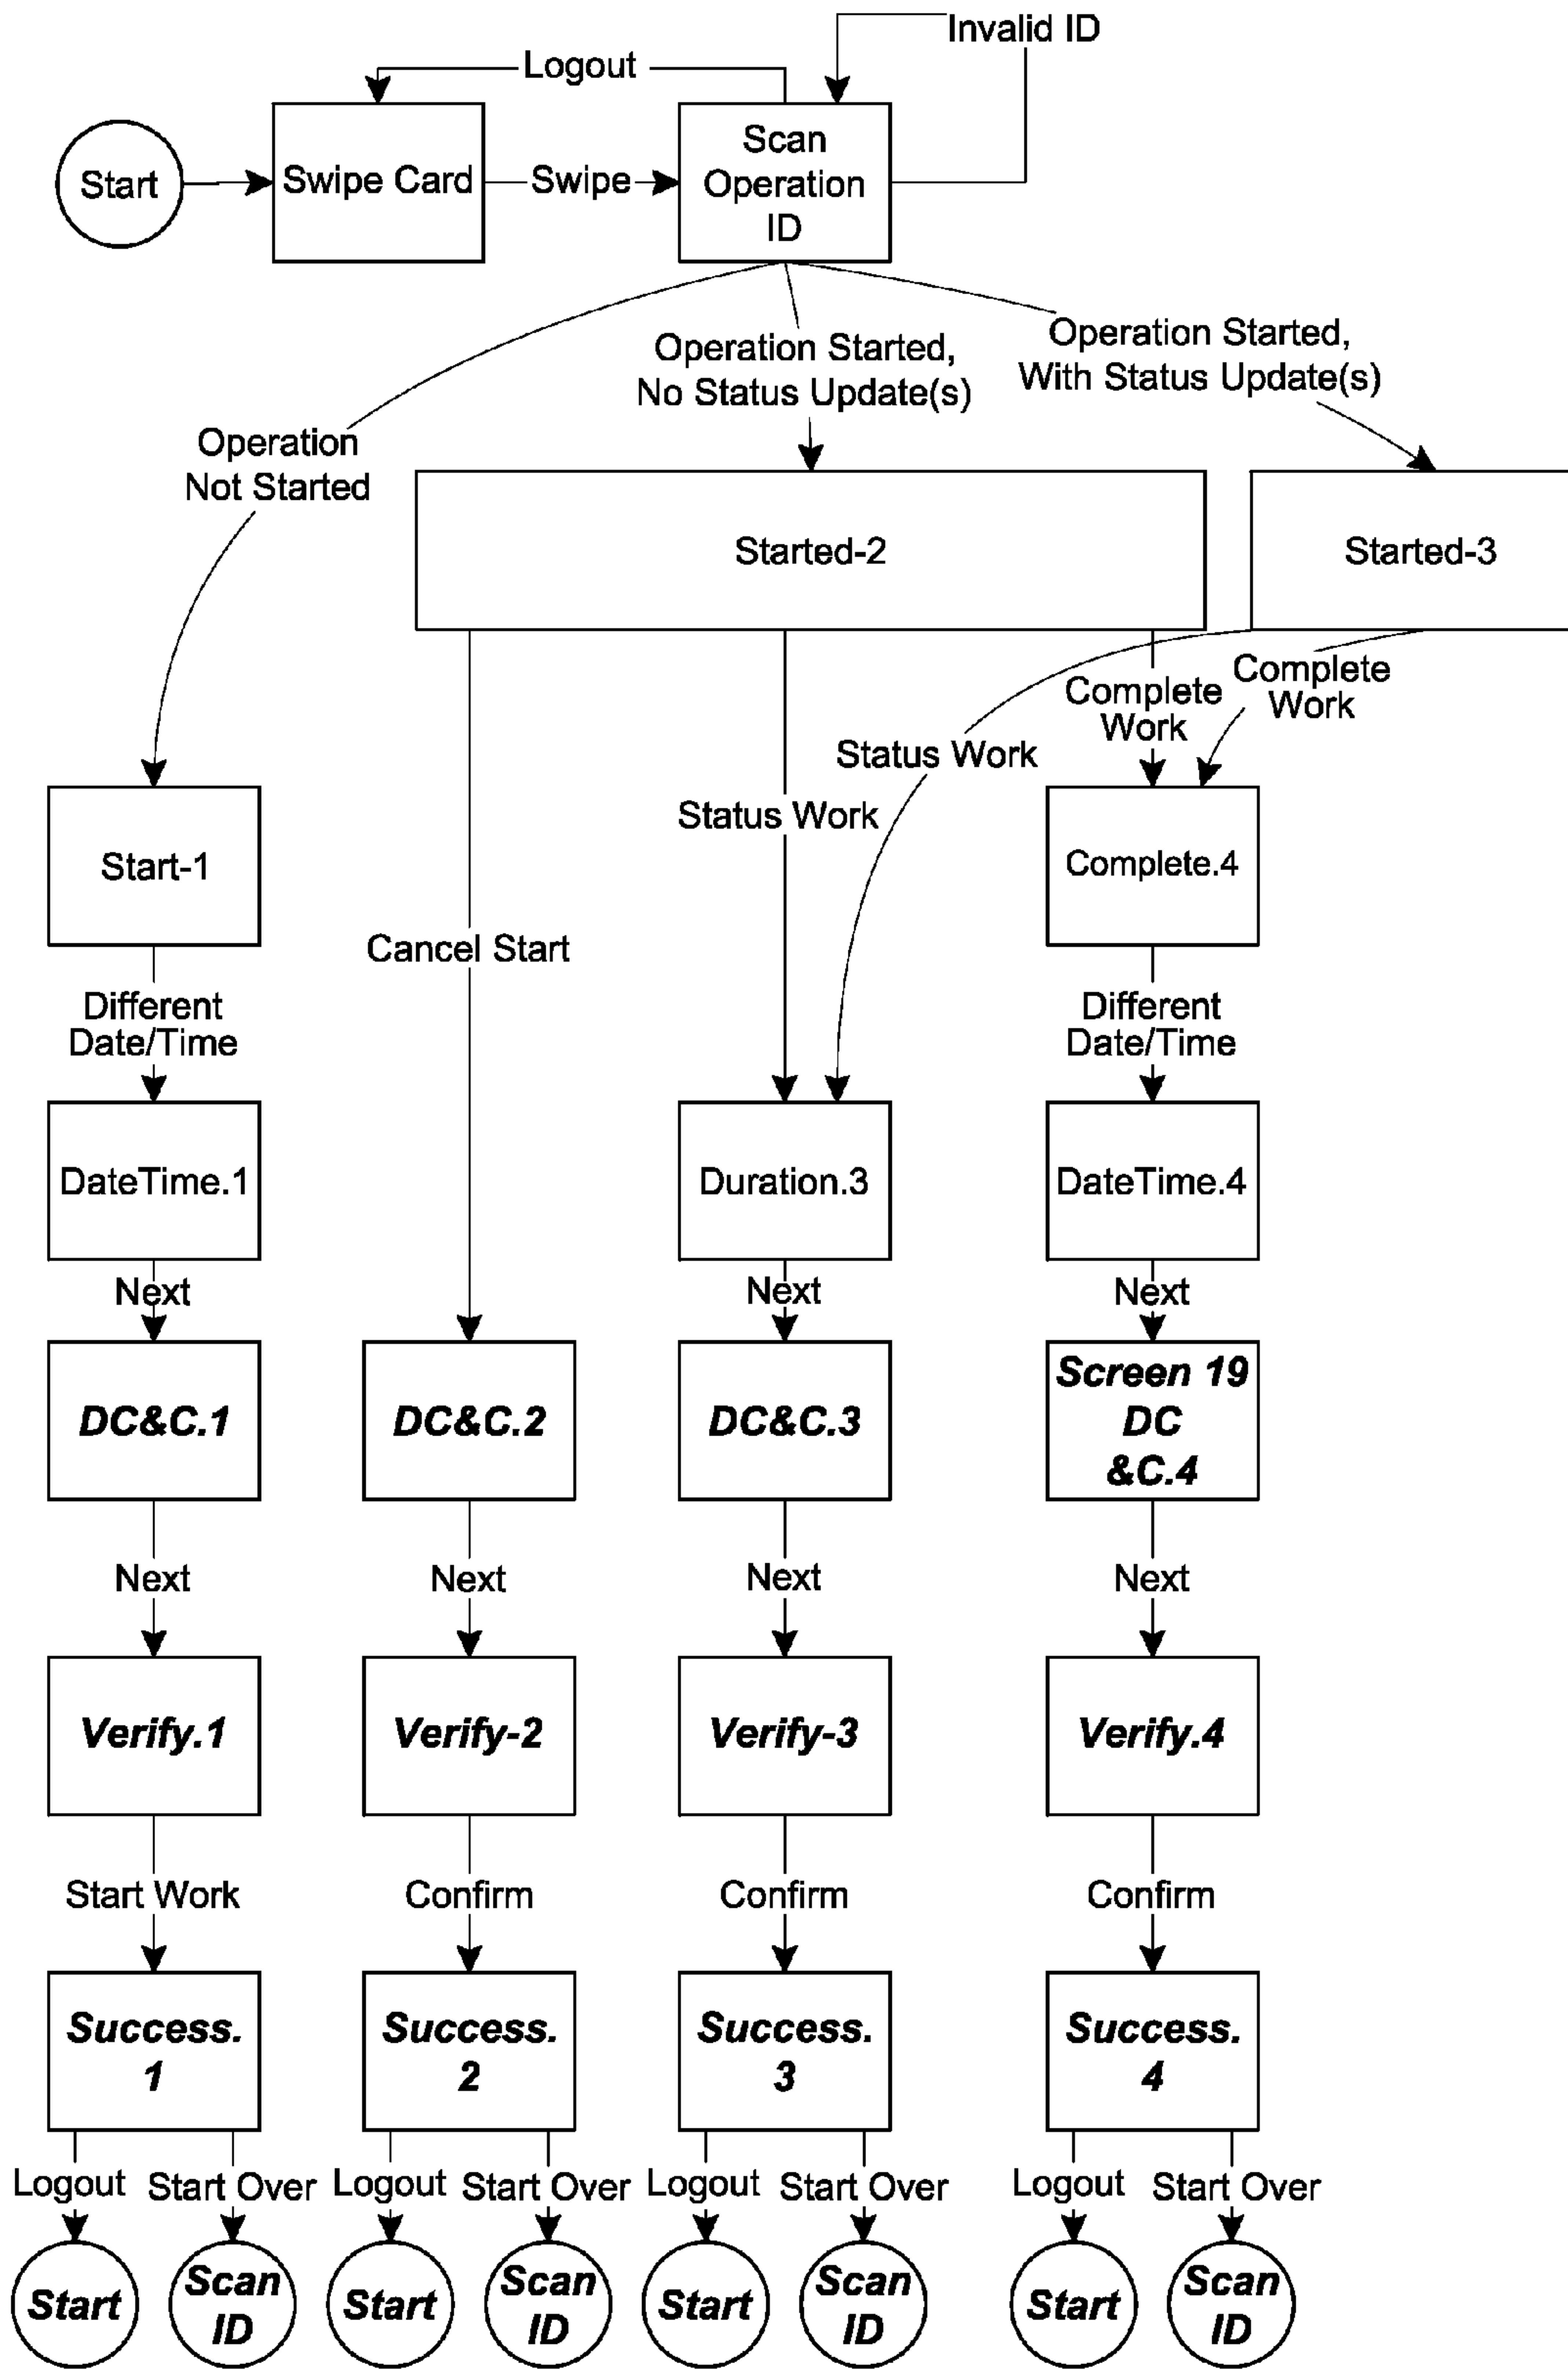 Invalid ID
Logout
Start
Swipe Card
Swipe
Scan
Operation
ID
Operation Started,
No Status Update(s)
Operation Started,
With Status Update(s)
Operation
Not Started
Started-2
Started-3
Complete
Work
Complete
Work
Status Work
Status Work
Start-1
Complete.4
Cancel Start
Different
Date/Time
Different
Date/Time
DateTime.1
Duration.3
DateTime.4
Next
Next
Next
DC&C.1
DC&C.2
DC&C.3
Screen 19
DC
&C.4
Next
Next
Next
Next
Verify.1
Verify-2
Verify-3
Verify.4
Start Work
Confirm
Confirm
Confirm
Success.
1
Success.
2
Success.
3
Success.
4
Logout
Start Over
Logout
Start Over
Logout
Start Over
Logout
Start Over
Start
Scan
ID
Start
Scan
ID
Start
Scan
ID
Start
Scan
ID